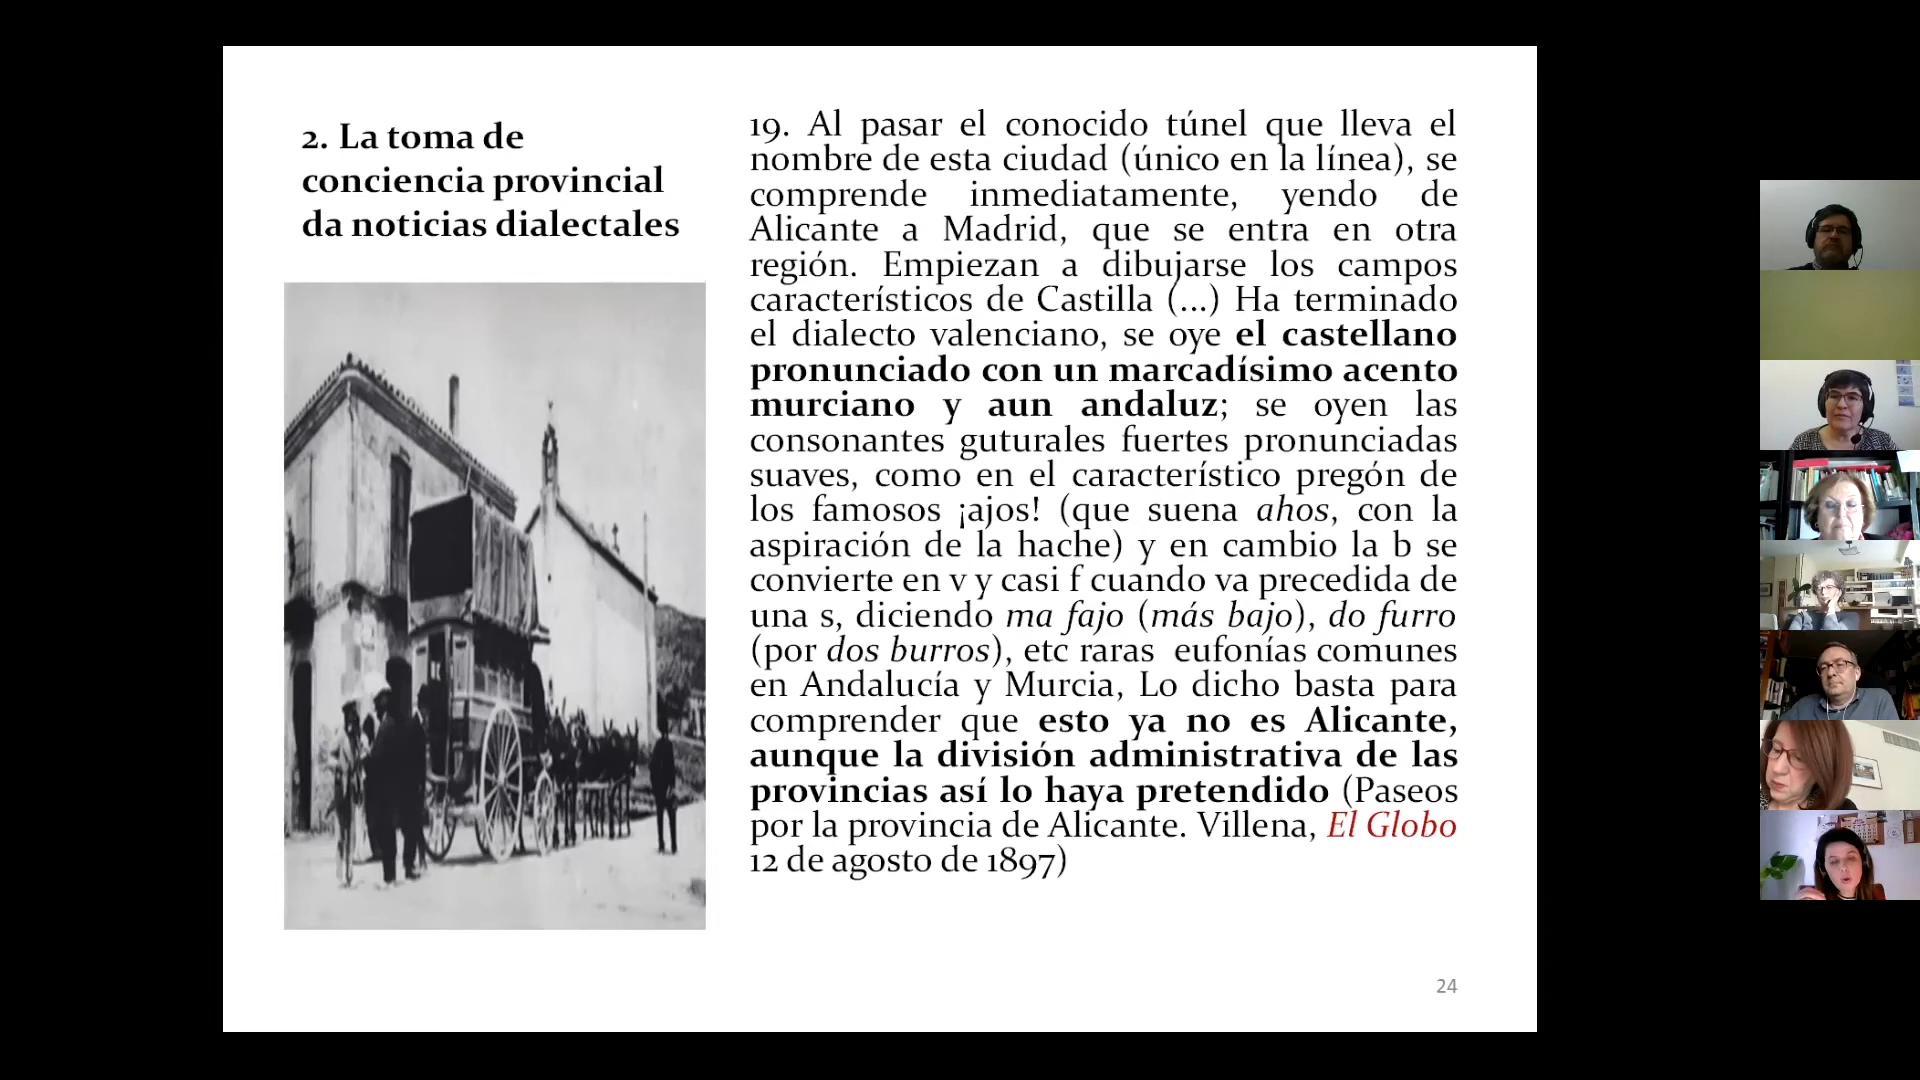 2. La toma de
conciencia provincial
da noticias dialectales
19. Al pasar el conocido túnel que lleva el
nombre de esta ciudad (único en la línea), se
comprende inmediatamente, yendo de
Alicante a Madrid, que se entra en otra
región. Empiezan a dibujarse los campos
característicos de Castilla (...) Ha terminado
el dialecto valenciano, se oye el castellano
pronunciado con un marcadísimo acento
murciano y aun andaluz; se oyen las
consonantes guturales fuertes pronunciadas
suaves, como en el característico pregón de
los famosos ¡ajos! (que suena ahos, con la
aspiración de la hache) y en cambio la b se
convierte en v y casi f cuando va precedida de
una s, diciendo ma fajo (más bajo), do furro
(por dos burros), etc raras eufonías comunes
en Andalucía y Murcia, Lo dicho basta para
comprender que esto ya no es Alicante,
aunque la división administrativa de las
provincias así lo haya pretendido (Paseos
por la provincia de Alicante. Villena, El Globo
12 de agosto de 1897)
24